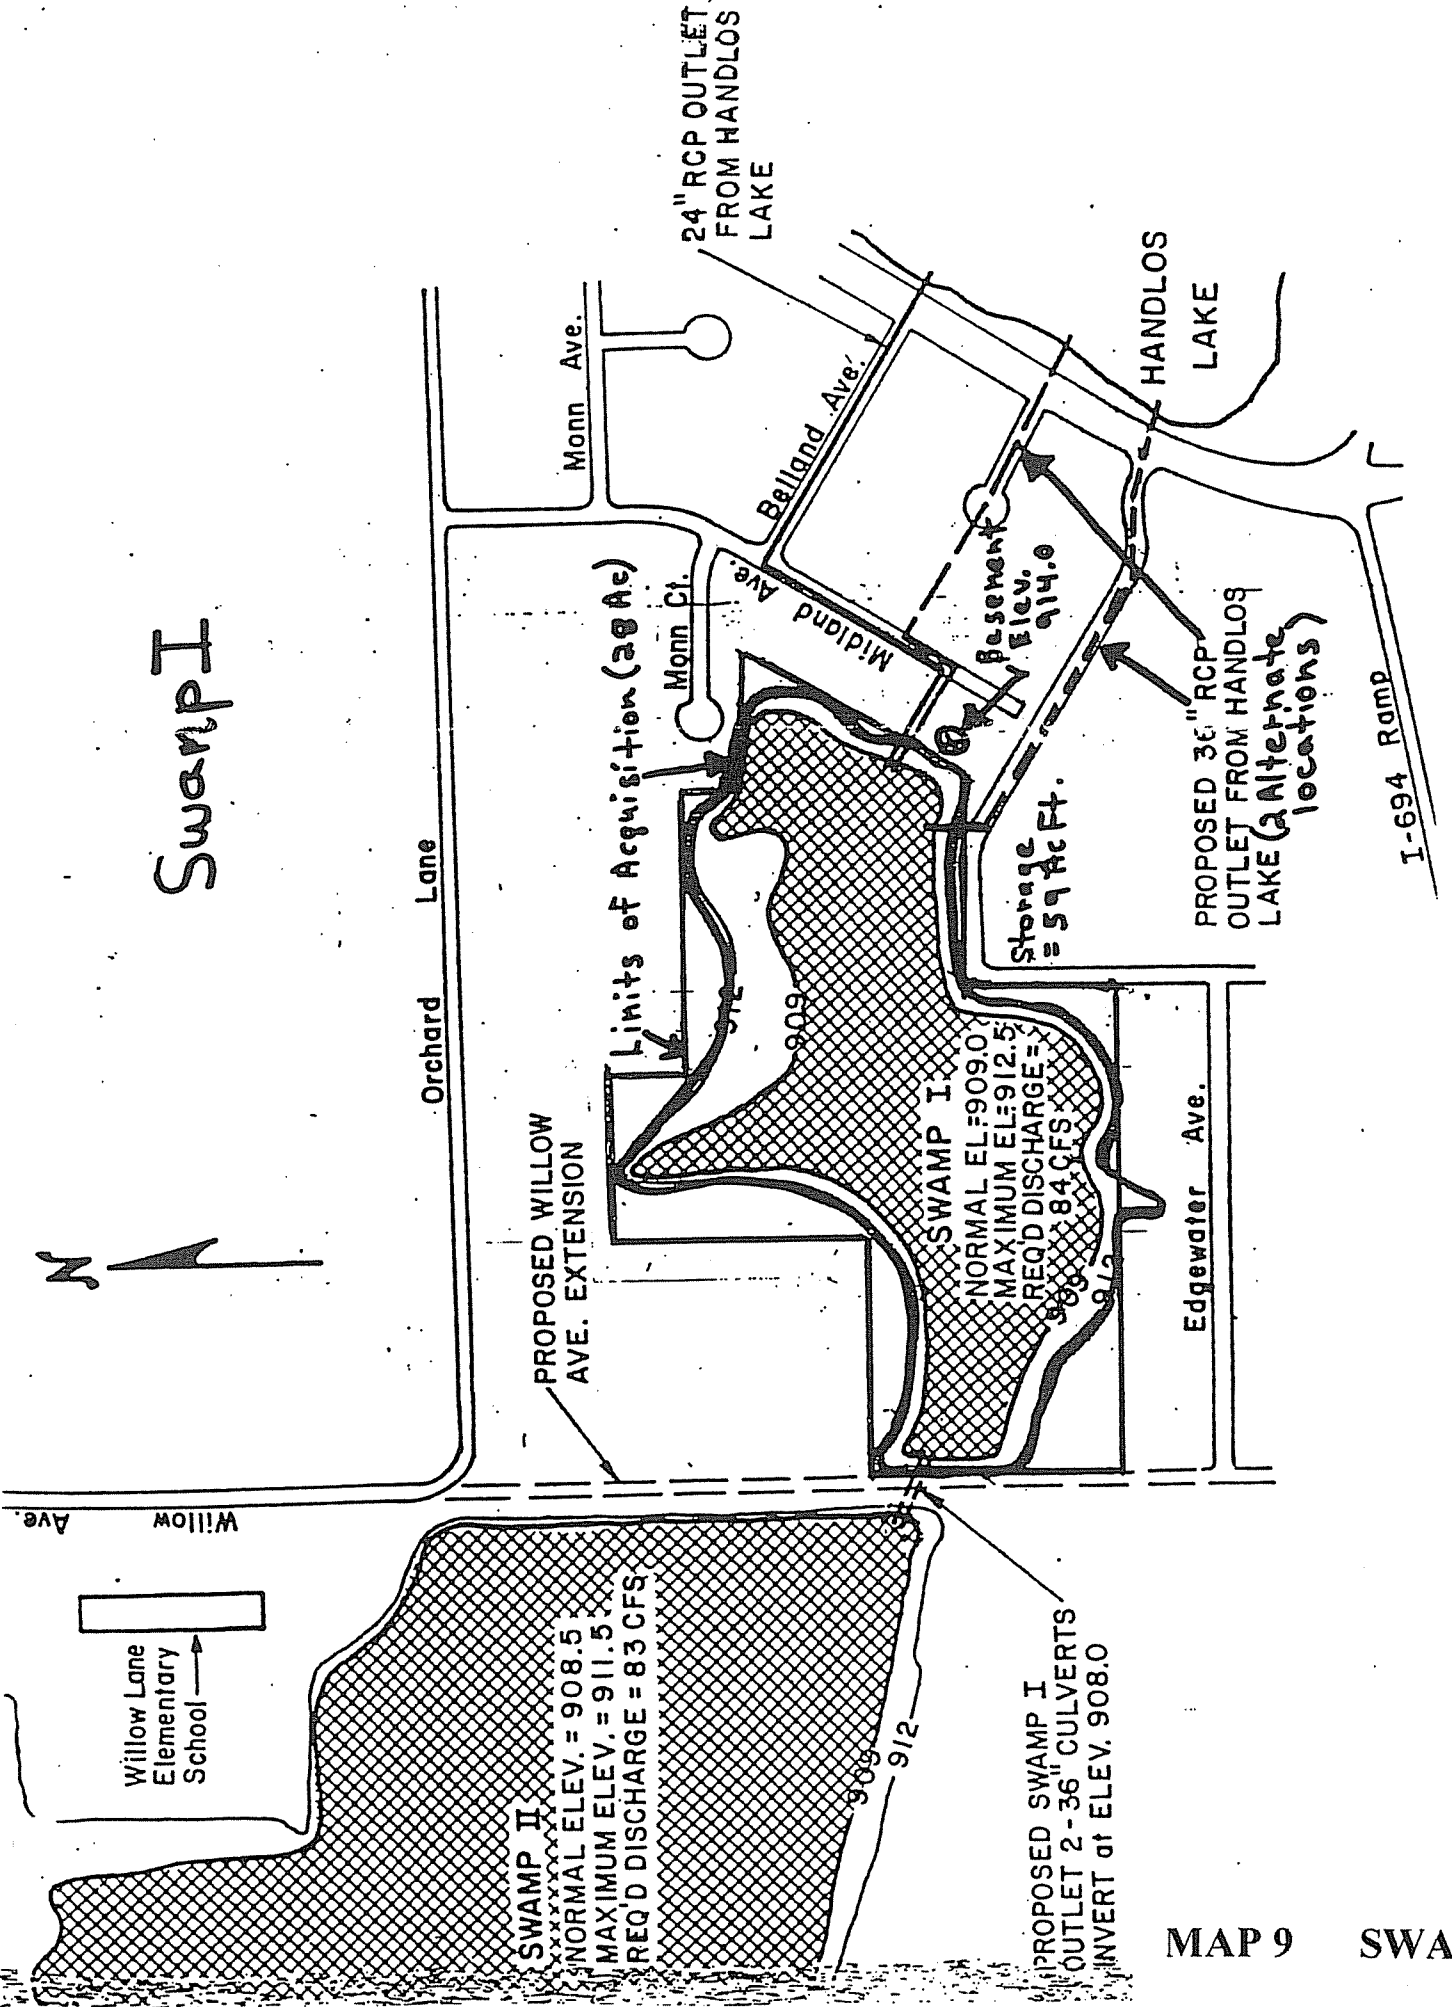 Swamp I
N
24" RCP OUTLET
FROM HANDLOS
LAKE
Willow Ave.
Orchard Lane
Monn Ave.
Belland Ave.
Monn Ct.
Midland Ave.
Limits of Acquisition (28 Ac)
Willow Lane
Elementary
School
PROPOSED WILLOW
AVE. EXTENSION
912
909
Basement
Elev.
914.0
HANDLOS
LAKE
Storage
= 59 Ac Ft.
SWAMP I
NORMAL EL=909.0
MAXIMUM EL=912.5
REQ'D DISCHARGE =
84 CFS
909
912
SWAMP II
NORMAL ELEV. = 908.5
MAXIMUM ELEV. = 911.5
REQ'D DISCHARGE = 83 CFS
909
912
PROPOSED 36" RCP
OUTLET FROM HANDLOS
LAKE (2 Alternate
locations)
Edgewater Ave.
I-694 Ramp
PROPOSED SWAMP I
OUTLET 2-36" CULVERTS
INVERT at ELEV. 908.0
MAP 9 SWA